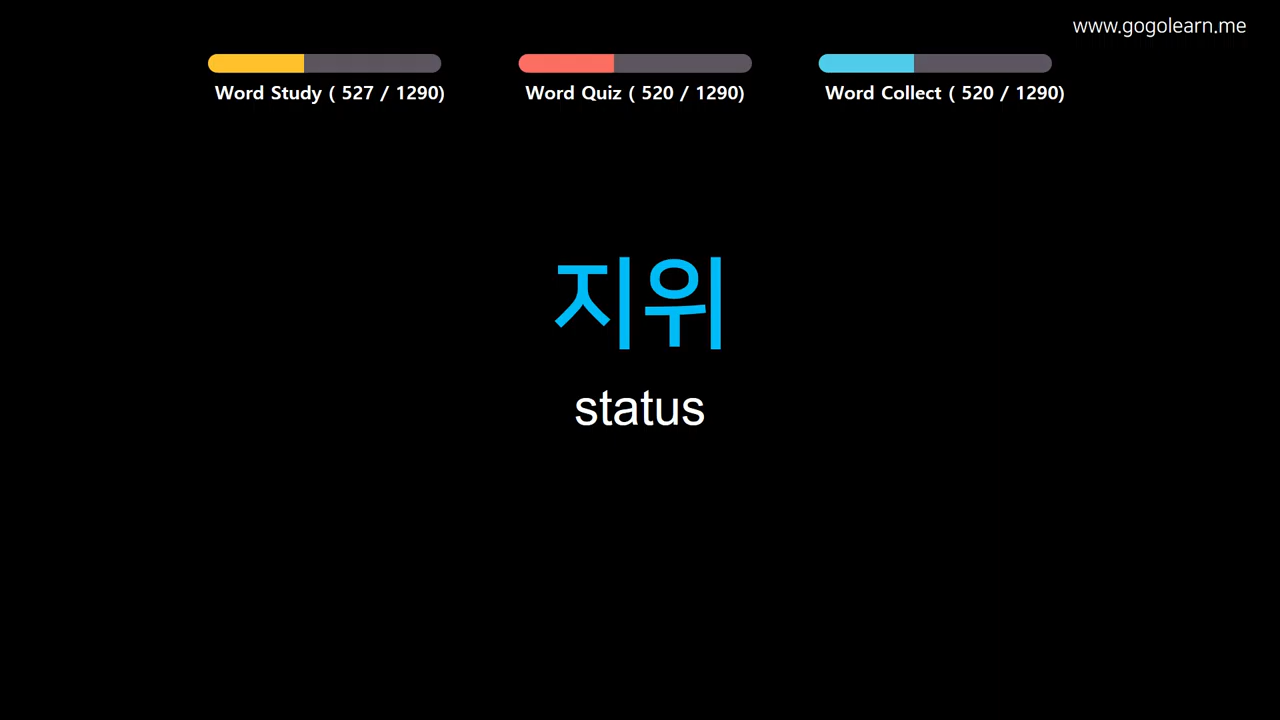 www.gogolearn.me
Word Study ( 527 / 1290)
Word Quiz ( 520 / 1290)
Word Collect ( 520 / 1290)
지위
status